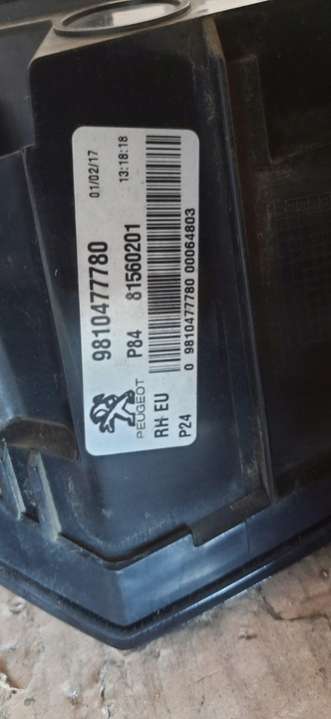 PEUGEOT
9810477780
01/02/17
P84 81560201
13:18:18
RH EU
P24
0 9810477780 00064803